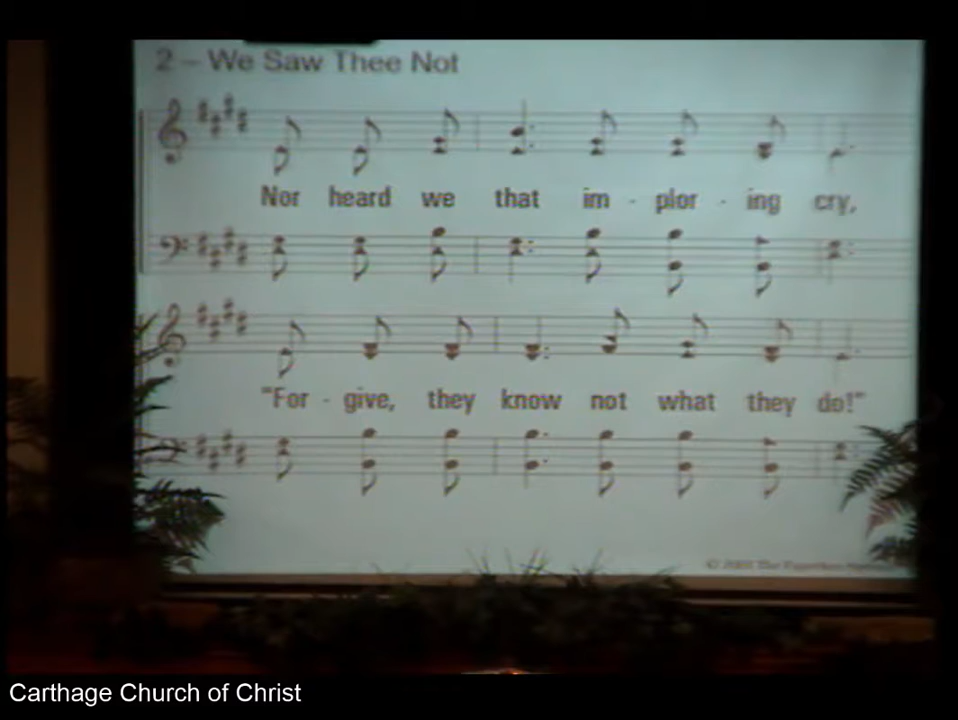 2 – We Saw Thee Not
Nor heard we that im - plor - ing cry,
"For - give, they know not what they do!"
© The
Carthage Church of Christ